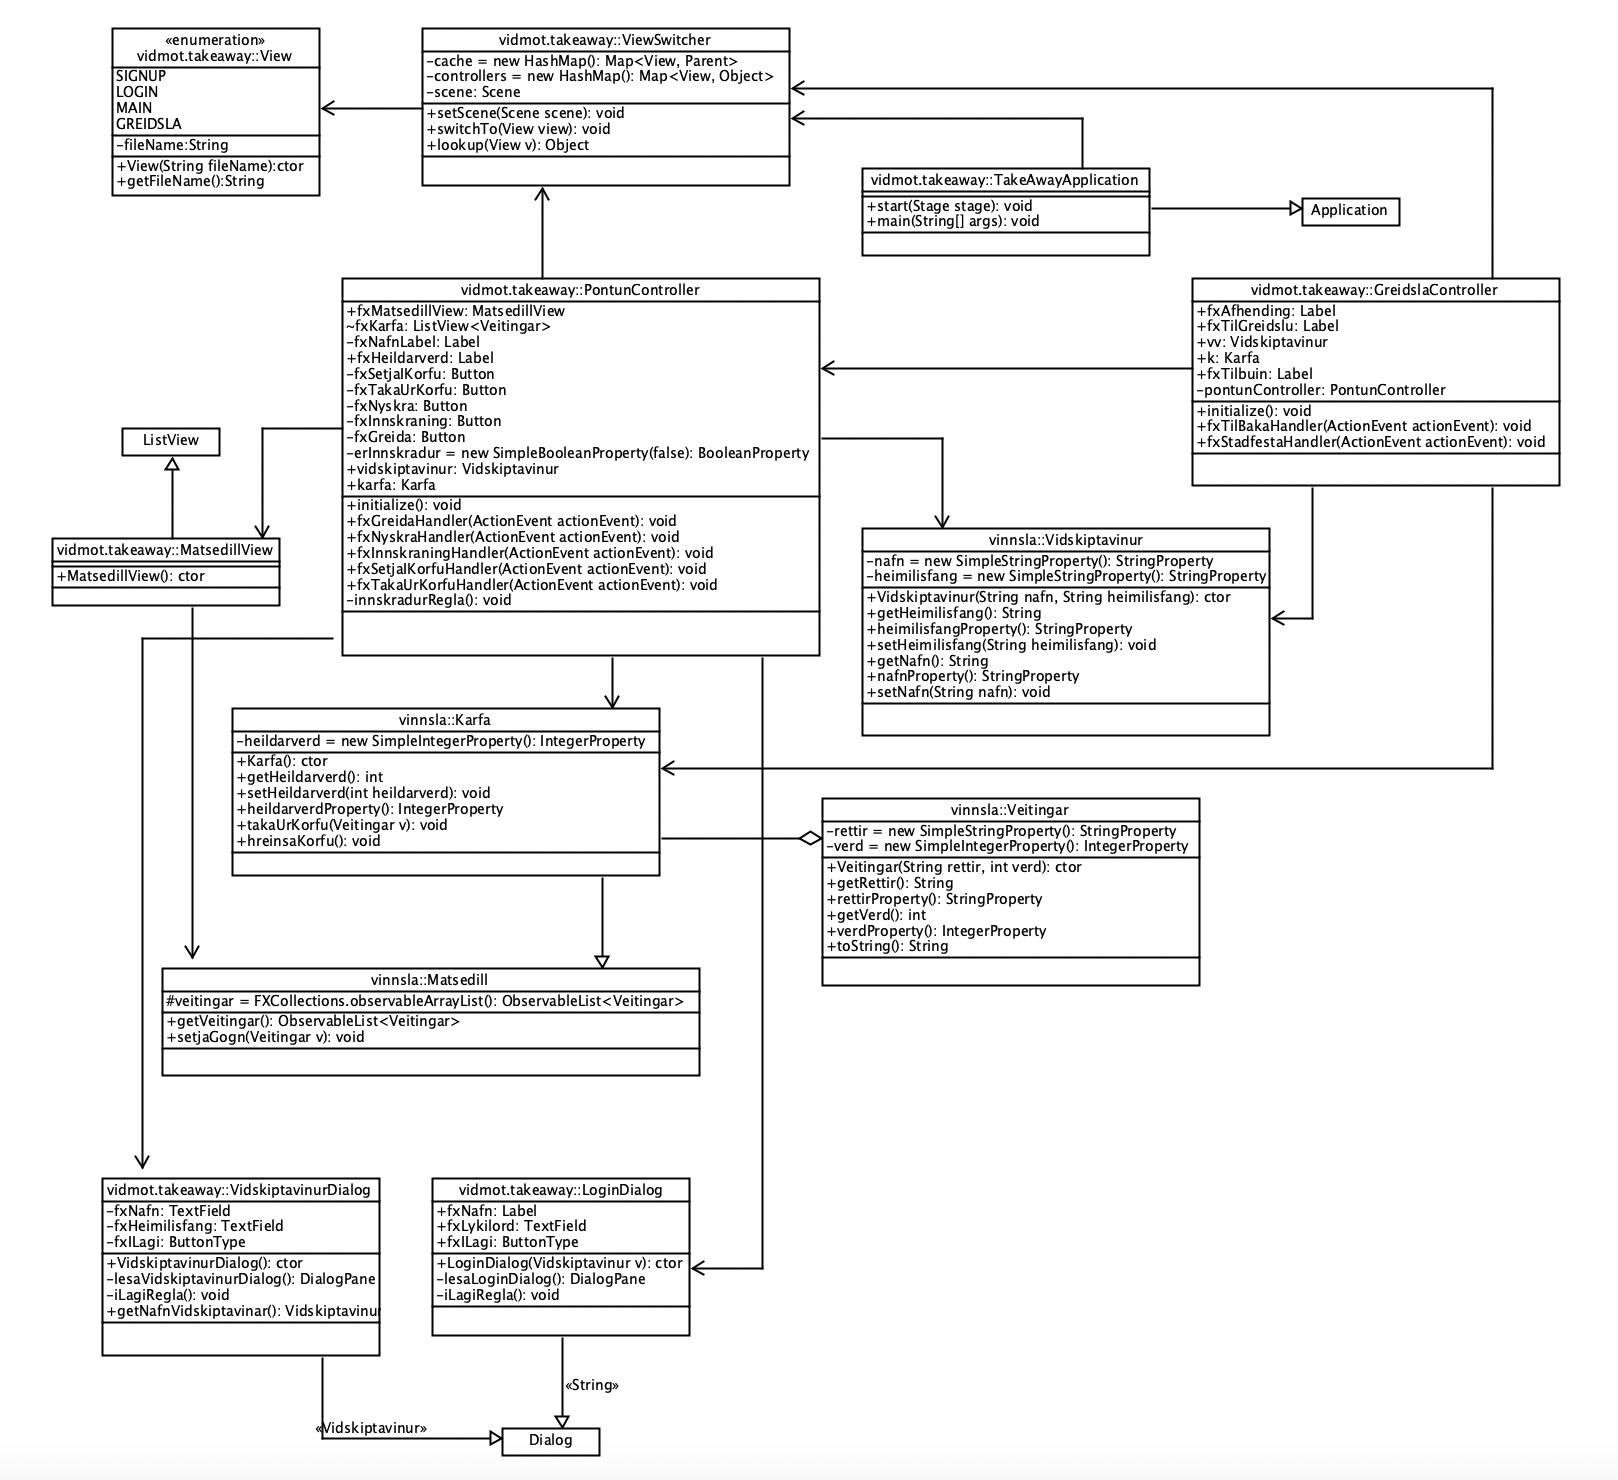 «enumeration»
vidmot.takeaway::View
SIGNUP
LOGIN
MAIN
GREIDSLA
-fileName:String
+View(String fileName):ctor
+getFileName():String
vidmot.takeaway::ViewSwitcher
-cache = new HashMap(): Map<View, Parent>
-controllers = new HashMap(): Map<View, Object>
-scene: Scene
+setScene(Scene scene): void
+switchTo(View view): void
+lookup(View v): Object
vidmot.takeaway::TakeAwayApplication
+start(Stage stage): void
+main(String[] args): void
Application
vidmot.takeaway::PontunController
+fxMatsedillView: MatsedillView
~fxKarfa: ListView<Veitingar>
-fxNafnLabel: Label
+fxHeildarverd: Label
-fxSetjaIKorfu: Button
-fxTakaUrKorfu: Button
-fxNyskra: Button
-fxInnskraning: Button
-fxGreida: Button
-erInnskradur = new SimpleBooleanProperty(false): BooleanProperty
+vidskiptavinur: Vidskiptavinur
+karfa: Karfa
+initialize(): void
+fxGreidaHandler(ActionEvent actionEvent): void
+fxNyskraHandler(ActionEvent actionEvent): void
+fxInnskraningHandler(ActionEvent actionEvent): void
+fxSetjaIKorfuHandler(ActionEvent actionEvent): void
+fxTakaUrKorfuHandler(ActionEvent actionEvent): void
-innskradurRegla(): void
vidmot.takeaway::GreidslaController
+fxAfhending: Label
+fxTilGreidslu: Label
+vv: Vidskiptavinur
+k: Karfa
+fxTilbuin: Label
-pontunController: PontunController
+initialize(): void
+fxTilBakaHandler(ActionEvent actionEvent): void
+fxStadfestaHandler(ActionEvent actionEvent): void
ListView
vidmot.takeaway::MatsedillView
+MatsedillView(): ctor
vinnsla::Vidskiptavinur
-nafn = new SimpleStringProperty(): StringProperty
-heimilisfang = new SimpleStringProperty(): StringProperty
+Vidskiptavinur(String nafn, String heimilisfang): ctor
+getHeimilisfang(): String
+heimilisfangProperty(): StringProperty
+setHeimilisfang(String heimilisfang): void
+getNafn(): String
+nafnProperty(): StringProperty
+setNafn(String nafn): void
vinnsla::Karfa
-heildarverd = new SimpleIntegerProperty(): IntegerProperty
+Karfa(): ctor
+getHeildarverd(): int
+setHeildarverd(int heildarverd): void
+heildarverdProperty(): IntegerProperty
+takaUrKorfu(Veitingar v): void
+hreinsaKorfu(): void
vinnsla::Veitingar
-rettir = new SimpleStringProperty(): StringProperty
-verd = new SimpleIntegerProperty(): IntegerProperty
+Veitingar(String rettir, int verd): ctor
+getRettir(): String
+rettirProperty(): StringProperty
+getVerd(): int
+verdProperty(): IntegerProperty
+toString(): String
vinnsla::Matsedill
#veitingar = FXCollections.observableArrayList(): ObservableList<Veitingar>
+getVeitingar(): ObservableList<Veitingar>
+setjaGogn(Veitingar v): void
vidmot.takeaway::VidskiptavinurDialog
-fxNafn: TextField
-fxHeimilisfang: TextField
-fxILagi: ButtonType
+VidskiptavinurDialog(): ctor
-lesaVidskiptavinurDialog(): DialogPane
-iLagiRegla(): void
+getNafnVidskiptavinar(): Vidskiptavinur
vidmot.takeaway::LoginDialog
+fxNafn: Label
+fxLykilord: TextField
+fxILagi: ButtonType
+LoginDialog(Vidskiptavinur v): ctor
-lesaLoginDialog(): DialogPane
-iLagiRegla(): void
«String»
«Vidskiptavinur»
Dialog